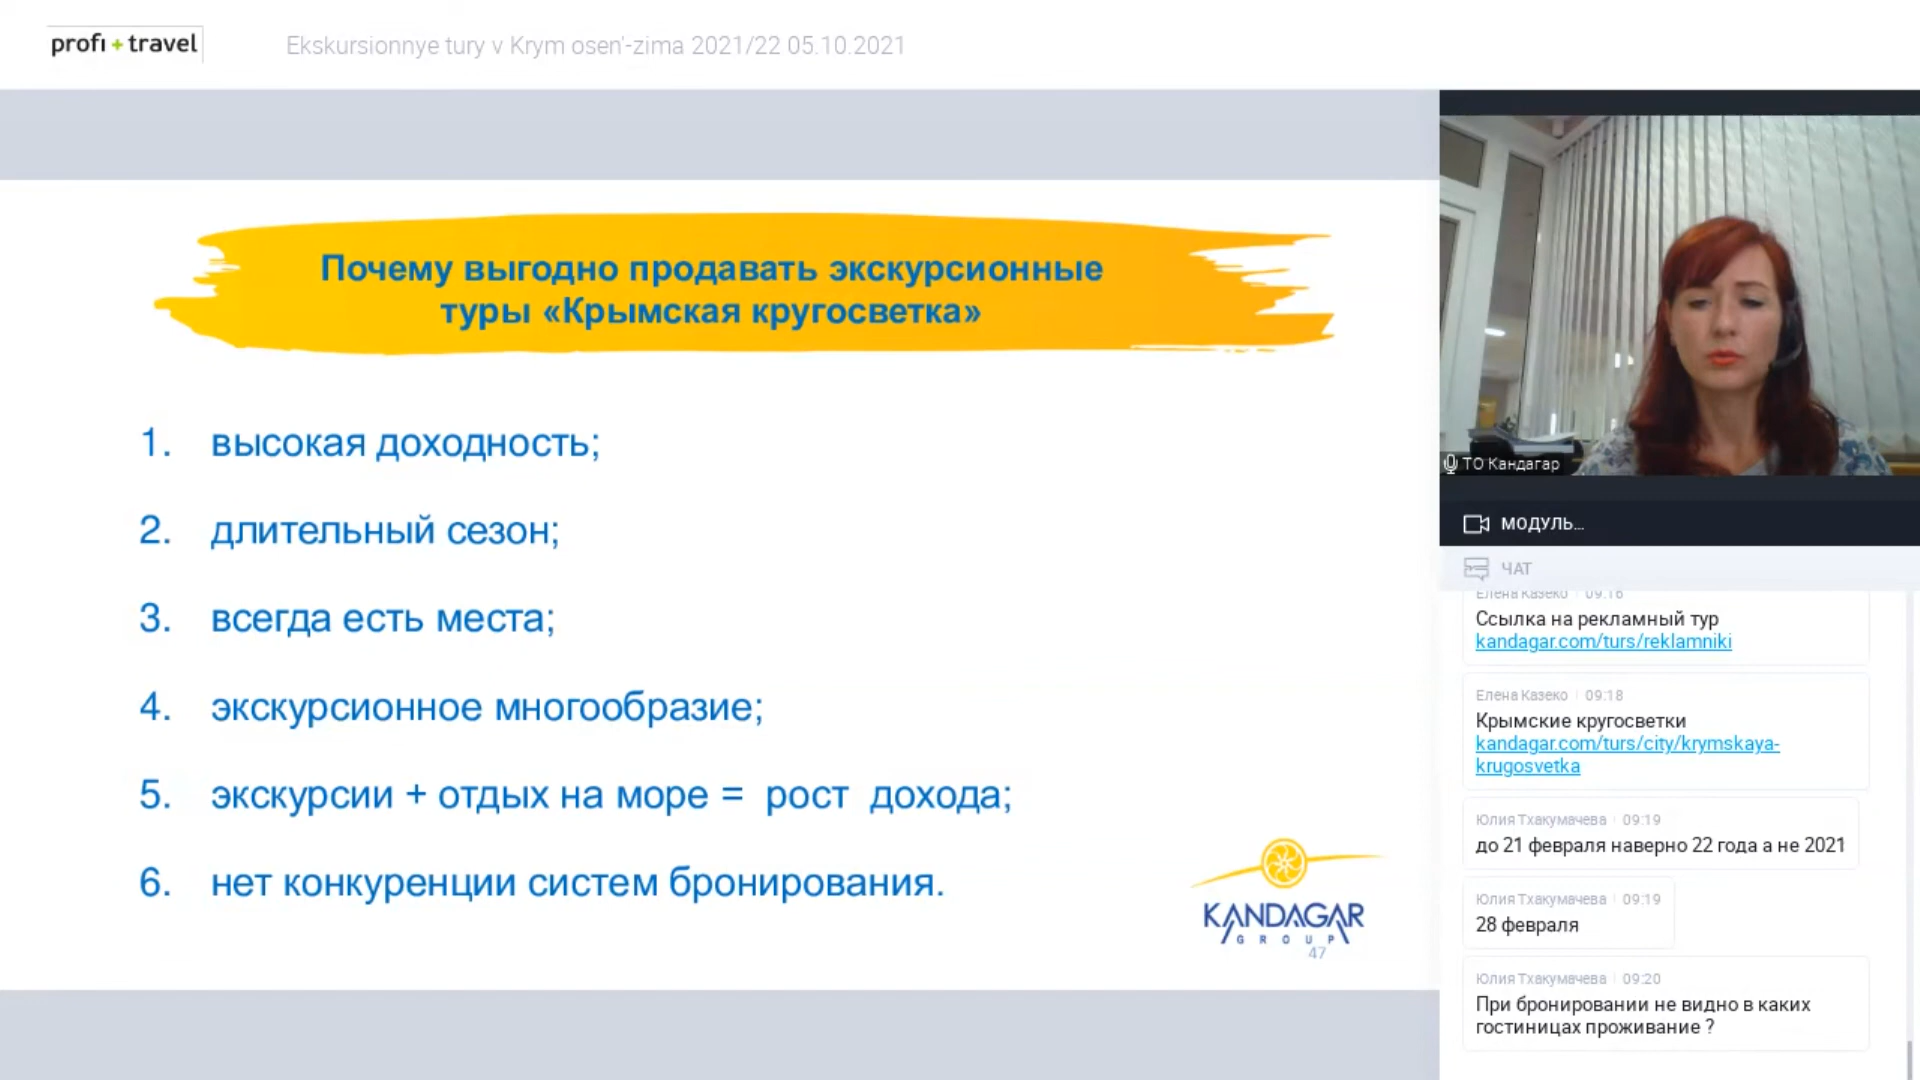 profi + travel
Ekskursionnye tury v Krym osen'-zima 2021/22 05.10.2021
Почему выгодно продавать экскурсионные
туры «Крымская кругосветка»
1. высокая доходность;
2. длительный сезон;
3. всегда есть места;
4. экскурсионное многообразие;
5. экскурсии + отдых на море = рост дохода;
6. нет конкуренции систем бронирования.
KANDAGAR
GROUP
47
ТО Кандагар
МОДУЛЬ...
ЧАТ
Елена Казеко 09:16
Ссылка на рекламный тур
kandagar.com/turs/reklamniki
Елена Казеко 09:18
Крымские кругосветки
kandagar.com/turs/city/krymskaya-
krugosvetka
Юлия Тхакумачева 09:19
до 21 февраля наверно 22 года а не 2021
Юлия Тхакумачева 09:19
28 февраля
Юлия Тхакумачева 09:20
При бронировании не видно в каких
гостиницах проживание ?